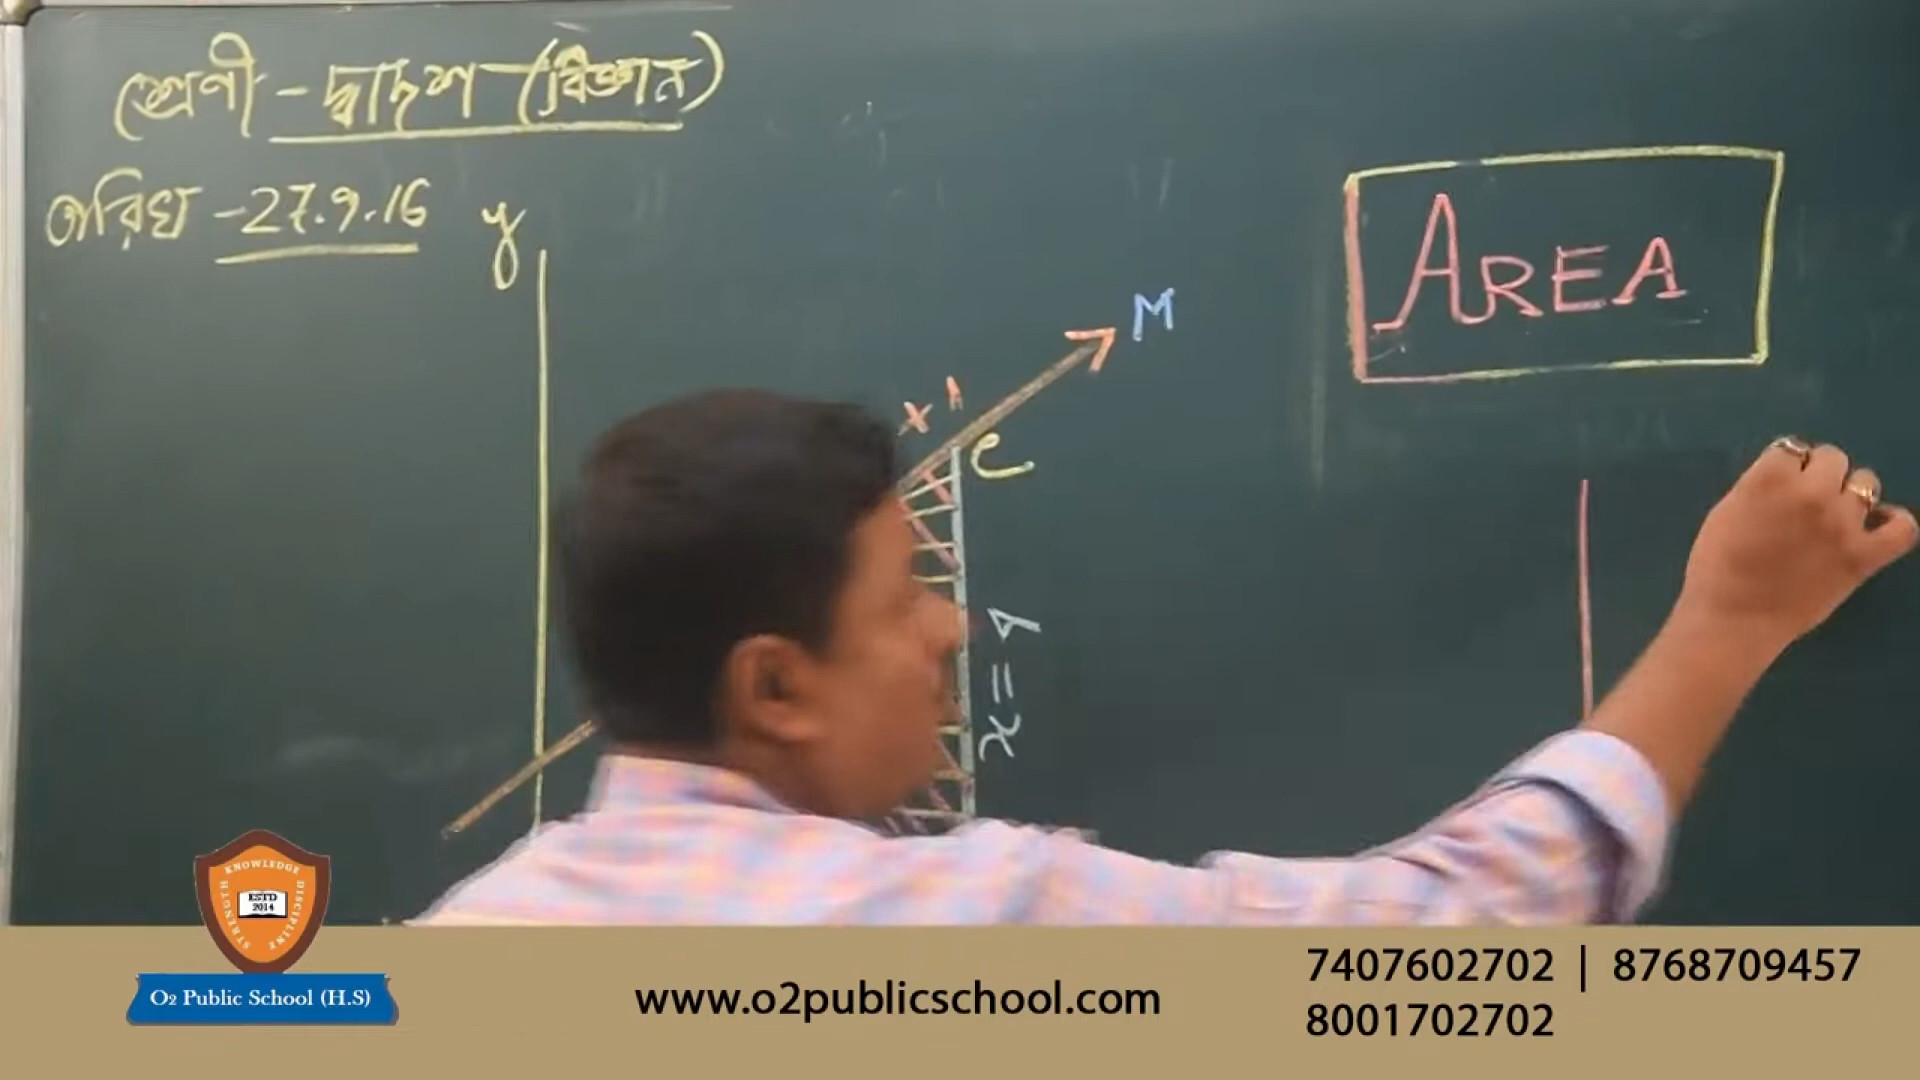 শ্রেণী - দ্বাদশ (বিজ্ঞান)
তারিখ - 27.9.16
y
M
AREA
C
x = 4
KNOWLEDGE
STRENGTH
DISCIPLINE
ESTD
2014
O2 Public School (H.S)
www.o2publicschool.com
7407602702 | 8768709457
8001702702